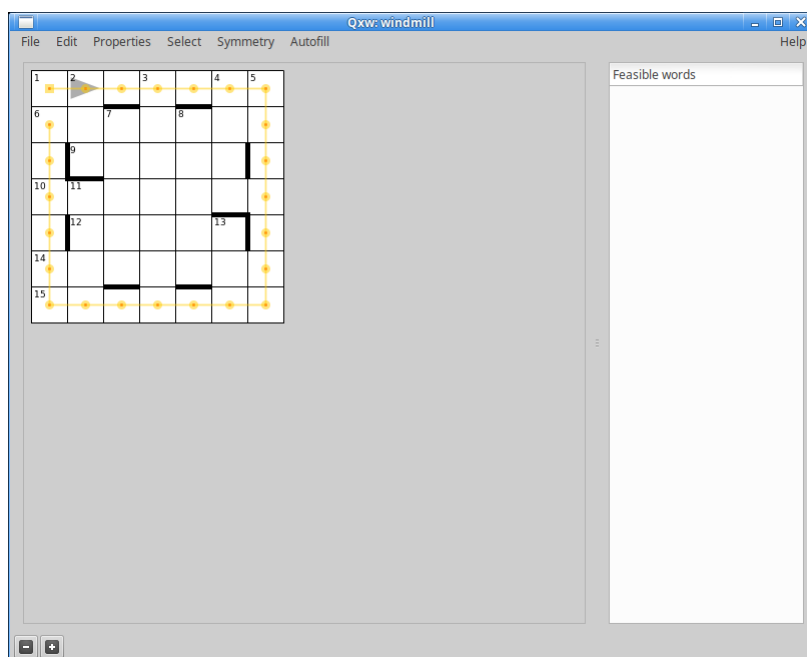 Qxw: windmill
File Edit Properties Select Symmetry Autofill Help
Feasible words
1 2 3 4 5
6 7 8
9
10 11
12 13
14
15